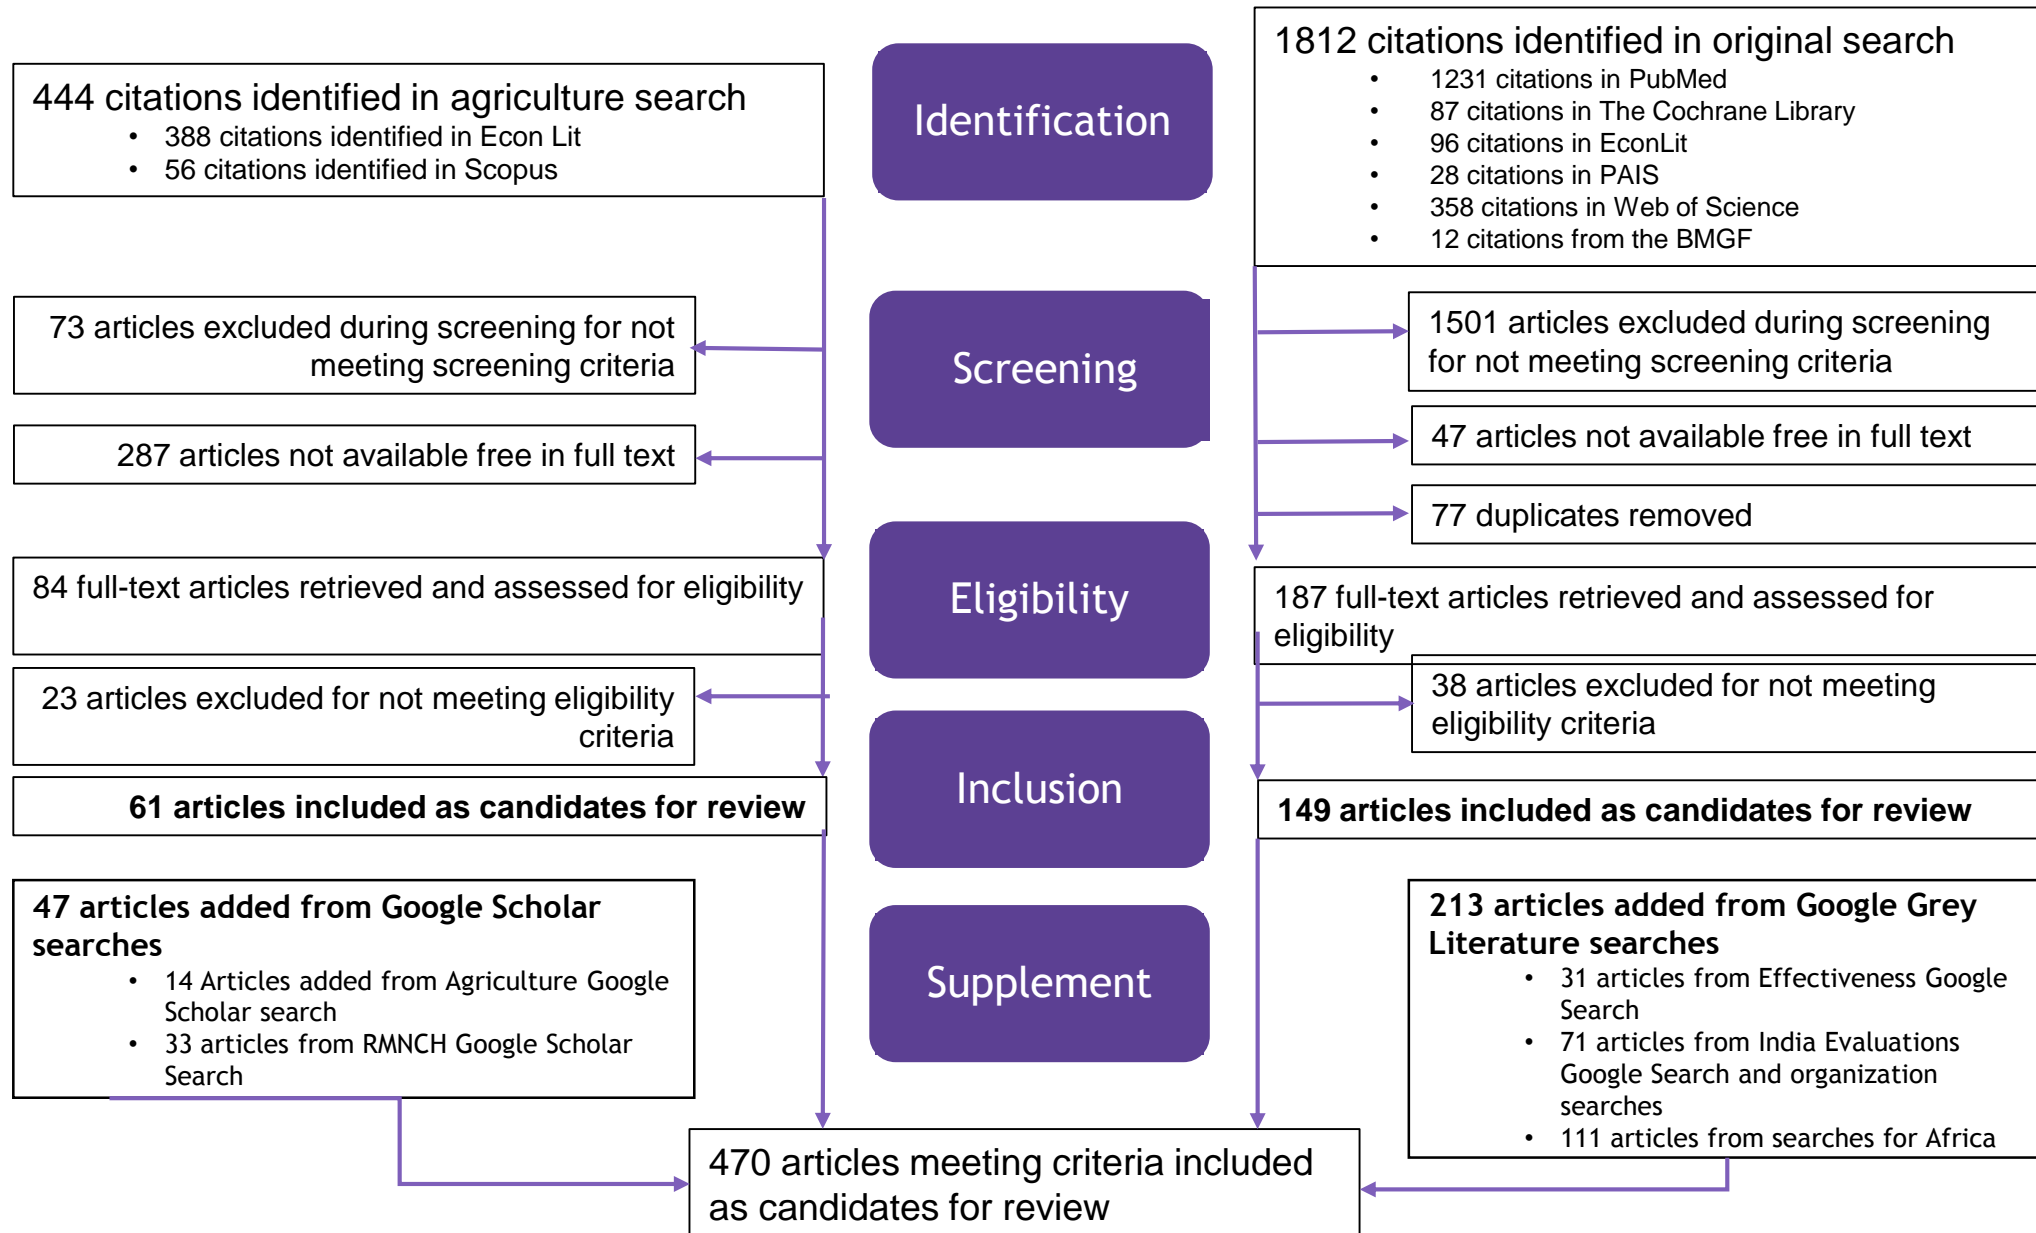 444 citations identified in agriculture search
• 388 citations identified in Econ Lit
• 56 citations identified in Scopus
Identification
1812 citations identified in original search
• 1231 citations in PubMed
• 87 citations in The Cochrane Library
• 96 citations in EconLit
• 28 citations in PAIS
• 358 citations in Web of Science
• 12 citations from the BMGF
73 articles excluded during screening for not
meeting screening criteria
287 articles not available free in full text
Screening
1501 articles excluded during screening
for not meeting screening criteria
47 articles not available free in full text
77 duplicates removed
84 full-text articles retrieved and assessed for eligibility
Eligibility
187 full-text articles retrieved and assessed for
eligibility
23 articles excluded for not meeting eligibility
criteria
38 articles excluded for not meeting
eligibility criteria
61 articles included as candidates for review
Inclusion
149 articles included as candidates for review
47 articles added from Google Scholar
searches
• 14 Articles added from Agriculture Google
Scholar search
• 33 articles from RMNCH Google Scholar
Search
Supplement
213 articles added from Google Grey
Literature searches
• 31 articles from Effectiveness Google
Search
• 71 articles from India Evaluations
Google Search and organization
searches
• 111 articles from searches for Africa
470 articles meeting criteria included
as candidates for review